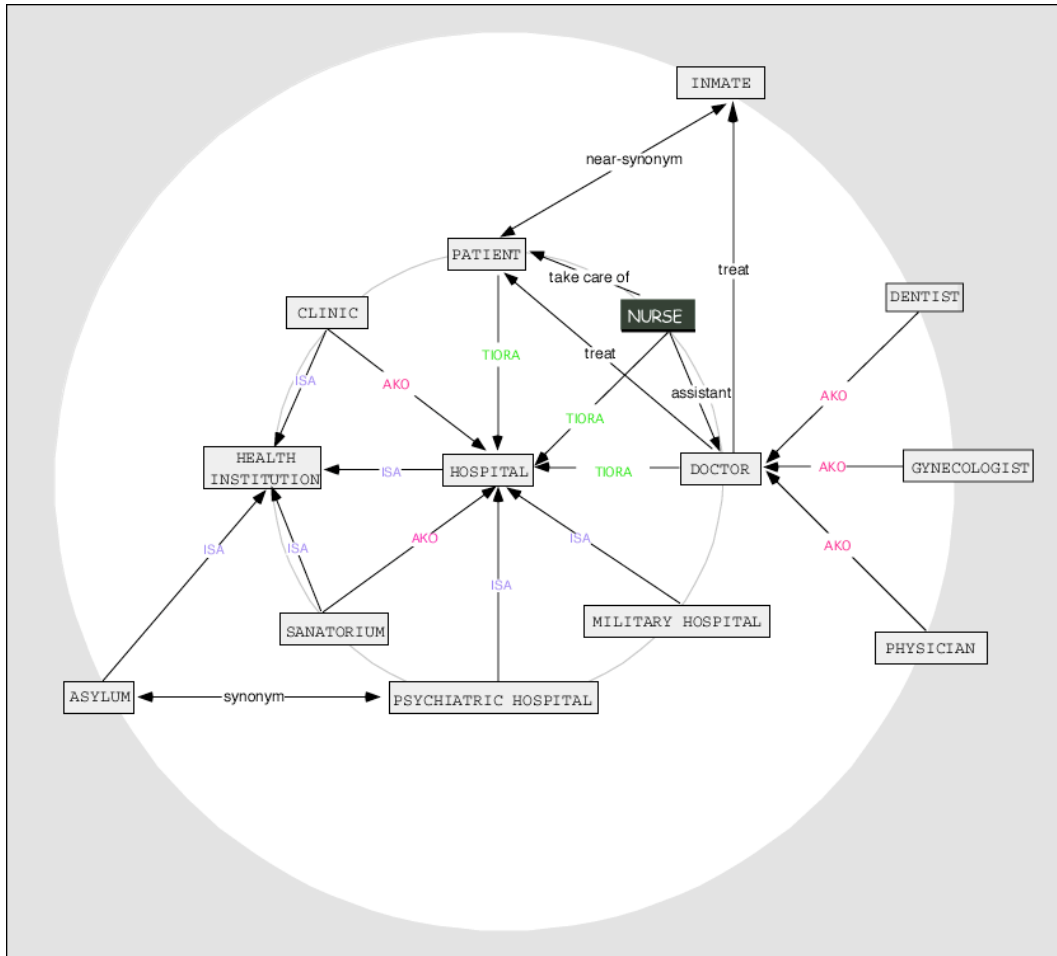 INMATE
near-synonym
PATIENT
take care of
treat
DENTIST
CLINIC
NURSE
TIORA
treat
ISA
AKO
assistant
AKO
TIORA
HEALTH
INSTITUTION
ISA
HOSPITAL
TIORA
DOCTOR
AKO
GYNECOLOGIST
ISA
ISA
AKO
ISA
AKO
ISA
SANATORIUM
MILITARY HOSPITAL
PHYSICIAN
ASYLUM
synonym
PSYCHIATRIC HOSPITAL